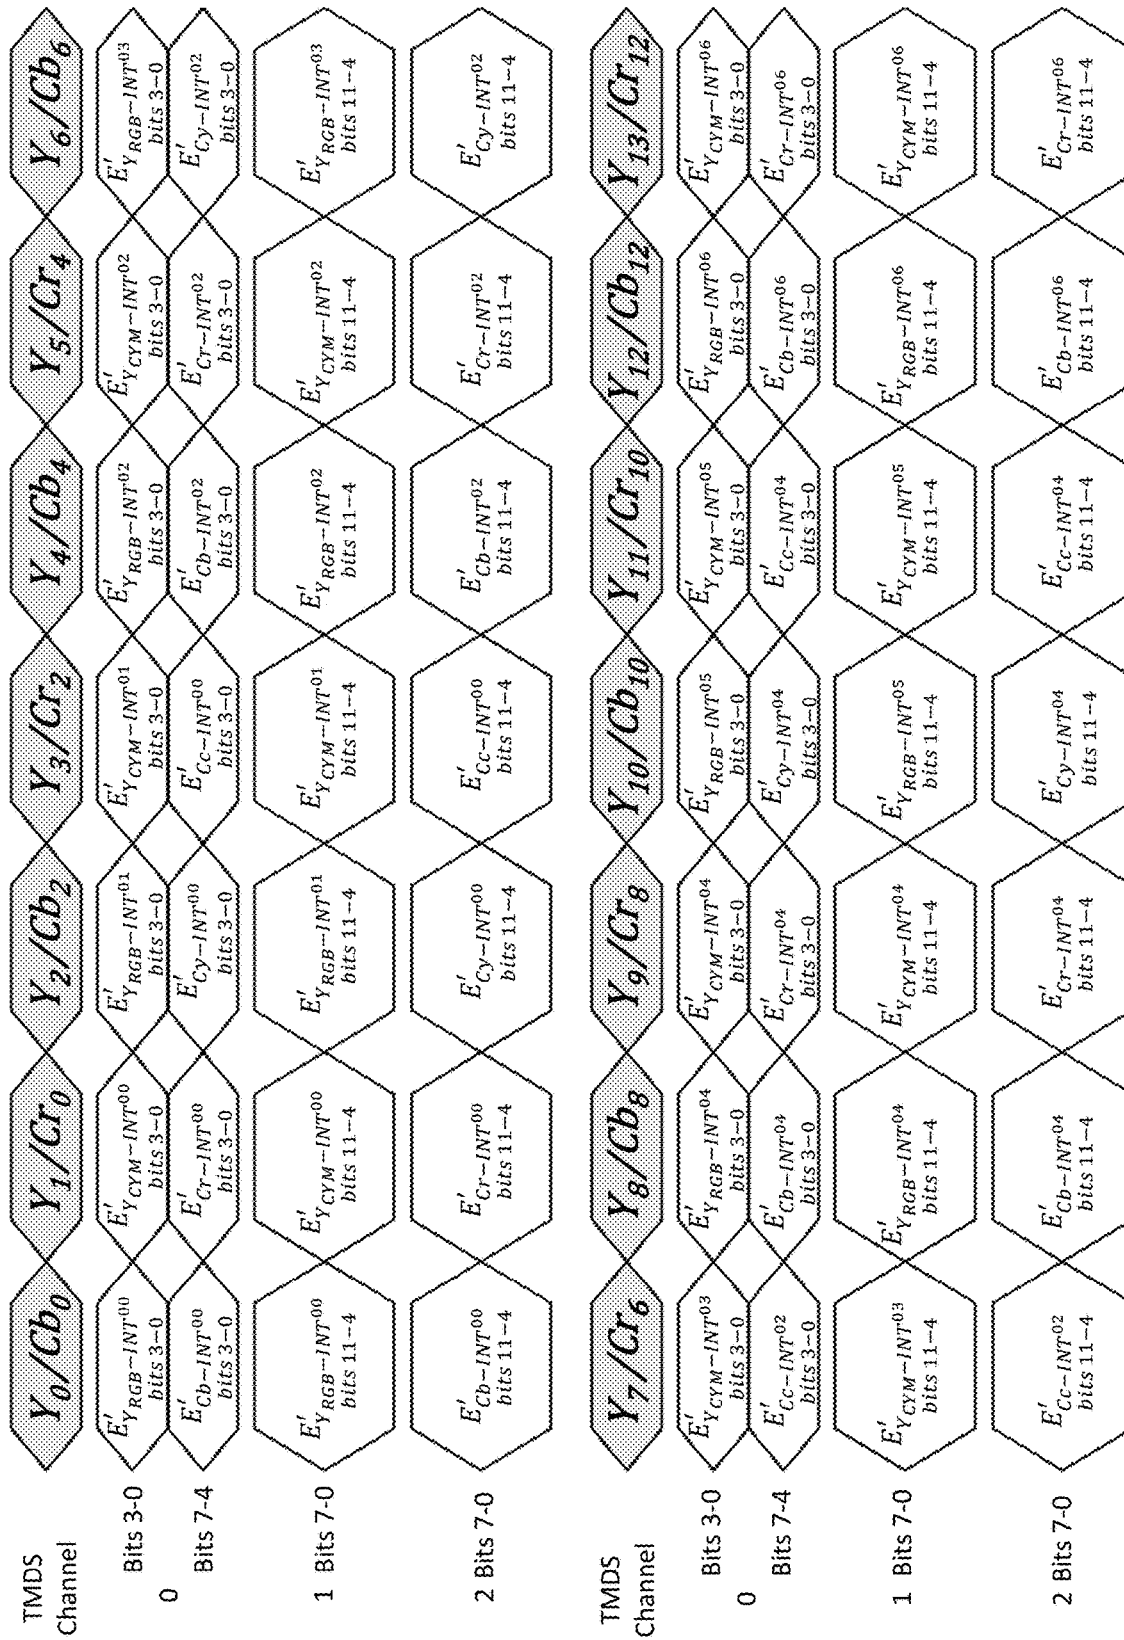 TMDS
Channel
Y0/Cb0
Y1/Cr0
Y2/Cb2
Y3/Cr2
Y4/Cb4
Y5/Cr4
Y6/Cb6
0
Bits 3-0
E′YRGB−INT00
bits 3−0
E′YCYM−INT00
bits 3−0
E′YRGB−INT01
bits 3−0
E′YCYM−INT01
bits 3−0
E′YRGB−INT02
bits 3−0
E′YCYM−INT02
bits 3−0
E′YRGB−INT03
bits 3−0
Bits 7-4
E′Cb−INT00
bits 3−0
E′Cr−INT00
bits 3−0
E′Cy−INT00
bits 3−0
E′Cc−INT00
bits 3−0
E′Cb−INT02
bits 3−0
E′Cr−INT02
bits 3−0
E′Cy−INT02
bits 3−0
1 Bits 7-0
E′YRGB−INT00
bits 11−4
E′YCYM−INT00
bits 11−4
E′YRGB−INT01
bits 11−4
E′YCYM−INT01
bits 11−4
E′YRGB−INT02
bits 11−4
E′YCYM−INT02
bits 11−4
E′YRGB−INT03
bits 11−4
2 Bits 7-0
E′Cb−INT00
bits 11−4
E′Cr−INT00
bits 11−4
E′Cy−INT00
bits 11−4
E′Cc−INT00
bits 11−4
E′Cb−INT02
bits 11−4
E′Cr−INT02
bits 11−4
E′Cy−INT02
bits 11−4
TMDS
Channel
Y7/Cr6
Y8/Cb8
Y9/Cr8
Y10/Cb10
Y11/Cr10
Y12/Cb12
Y13/Cr12
0
Bits 3-0
E′YCYM−INT03
bits 3−0
E′YRGB−INT04
bits 3−0
E′YCYM−INT04
bits 3−0
E′YRGB−INT05
bits 3−0
E′YCYM−INT05
bits 3−0
E′YRGB−INT06
bits 3−0
E′YCYM−INT06
bits 3−0
Bits 7-4
E′Cc−INT02
bits 3−0
E′Cb−INT04
bits 3−0
E′Cr−INT04
bits 3−0
E′Cy−INT04
bits 3−0
E′Cc−INT04
bits 3−0
E′Cb−INT06
bits 3−0
E′Cr−INT06
bits 3−0
1 Bits 7-0
E′YCYM−INT03
bits 11−4
E′YRGB−INT04
bits 11−4
E′YCYM−INT04
bits 11−4
E′YRGB−INT05
bits 11−4
E′YCYM−INT05
bits 11−4
E′YRGB−INT06
bits 11−4
E′YCYM−INT06
bits 11−4
2 Bits 7-0
E′Cc−INT02
bits 11−4
E′Cb−INT04
bits 11−4
E′Cr−INT04
bits 11−4
E′Cy−INT04
bits 11−4
E′Cc−INT04
bits 11−4
E′Cb−INT06
bits 11−4
E′Cr−INT06
bits 11−4